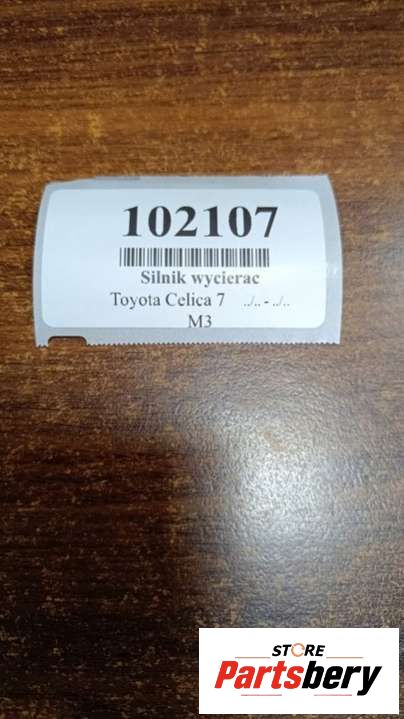 102107
Silnik wycierac
Toyota Celica 7 ../.. - ../..
M3
STORE
Partsbery